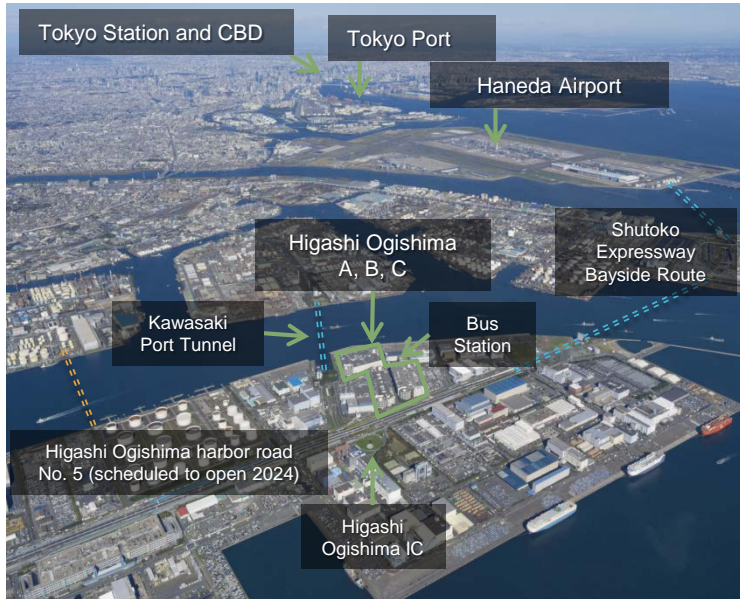 Tokyo Station and CBD
Tokyo Port
Haneda Airport
Higashi Ogishima
A, B, C
Shutoko
Expressway
Bayside Route
Kawasaki
Port Tunnel
Bus
Station
Higashi Ogishima harbor road
No. 5 (scheduled to open 2024)
Higashi
Ogishima IC